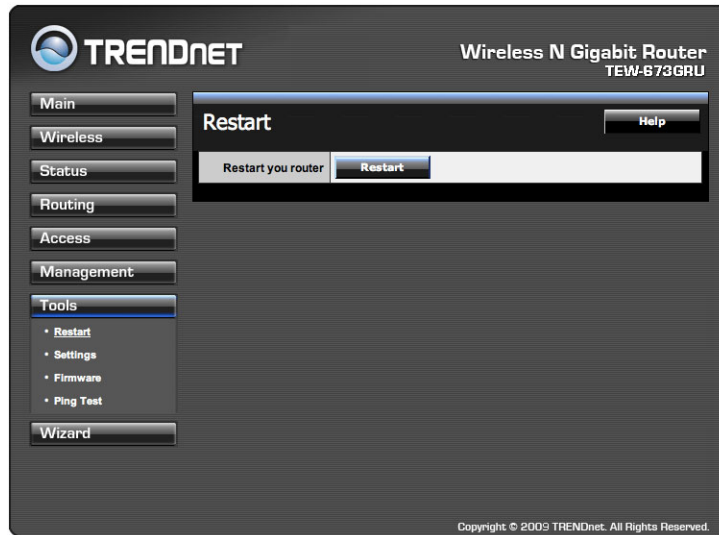 TRENDNET
Wireless N Gigabit Router
TEW-673GRU
Main
Wireless
Status
Routing
Access
Management
Tools
• Restart
• Settings
• Firmware
• Ping Test
Wizard
Restart
Help
Restart you router
Restart
Copyright © 2009 TRENDnet. All Rights Reserved.